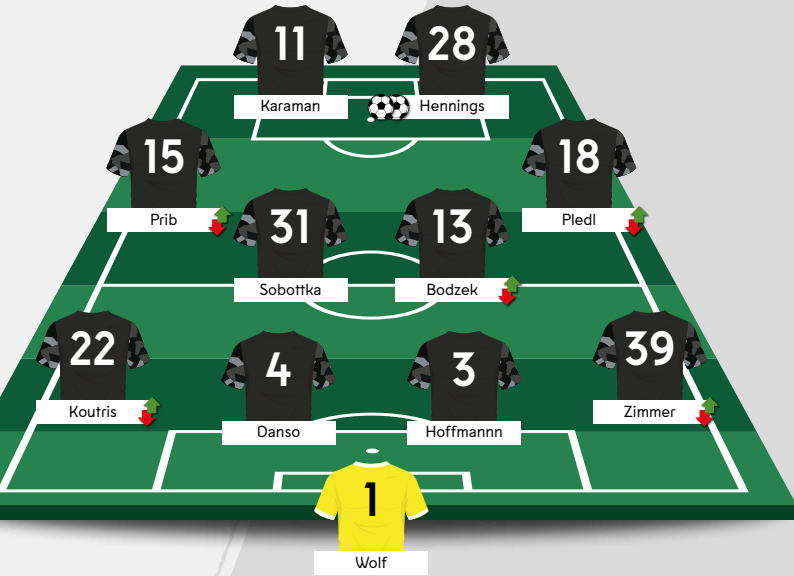 11
28
Karaman
Hennings
15
18
Prib
Pledl
31
13
Sobottka
Bodzek
22
39
4
3
Koutris
Zimmer
Danso
Hoffmannn
1
Wolf